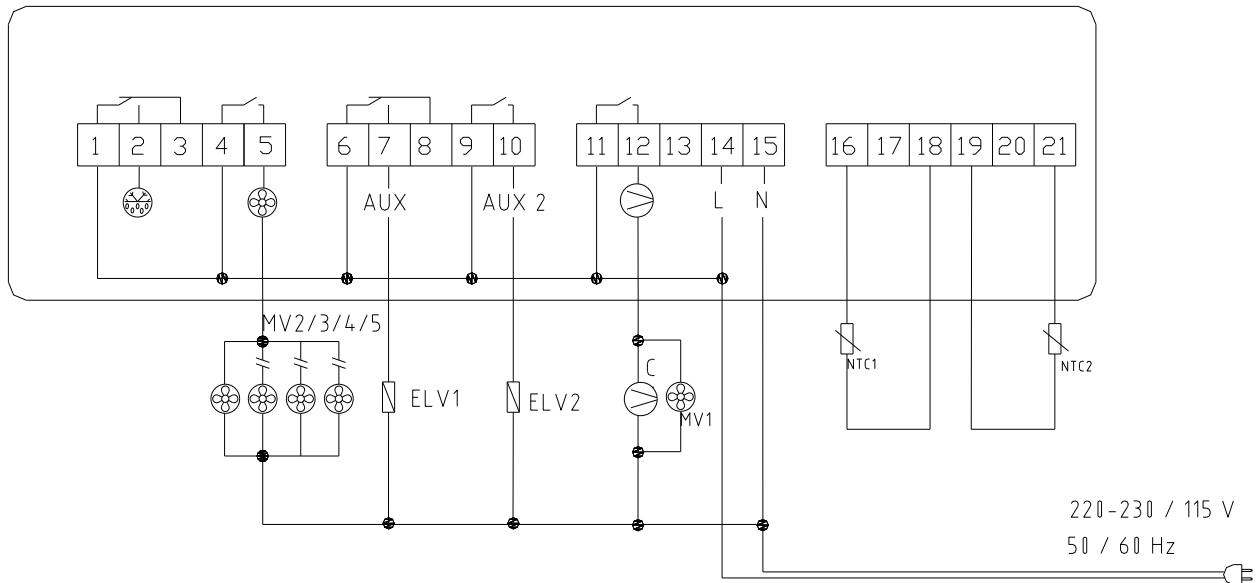 1 2 3 4 5 6 7 8 9 10 11 12 13 14 15 16 17 18 19 20 21
AUX AUX 2 L N
MV2/3/4/5
NTC1 NTC2
C
ELV1 ELV2
MV1
220-230 / 115 V
50 / 60 Hz